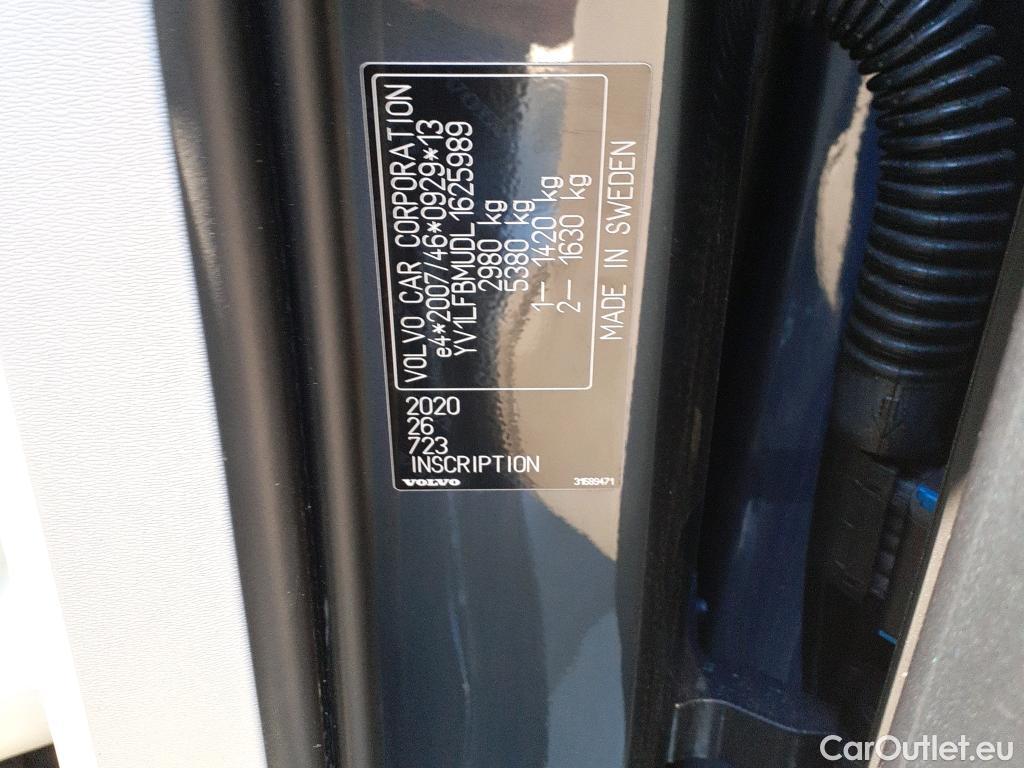 VOLVO CAR CORPORATION
e4*2007/46*0929*13
YV1LFBMUDL1625989
2980 kg
5380 kg
1— 1420 kg
2— 1630 kg
MADE IN SWEDEN
2020
26
723
INSCRIPTION
VOLVO 31689471
CarOutlet.eu